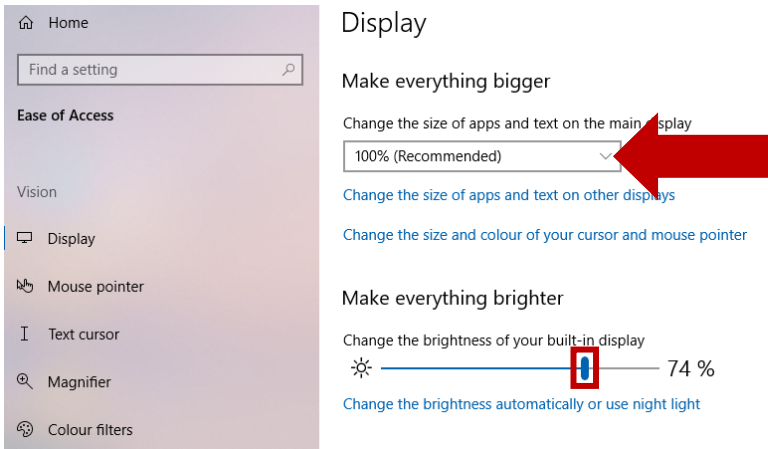 Home
Find a setting
Ease of Access
Vision
Display
Mouse pointer
Text cursor
Magnifier
Colour filters
Display
Make everything bigger
Change the size of apps and text on the main display
100% (Recommended)
Change the size of apps and text on other displays
Change the size and colour of your cursor and mouse pointer
Make everything brighter
Change the brightness of your built-in display
74 %
Change the brightness automatically or use night light